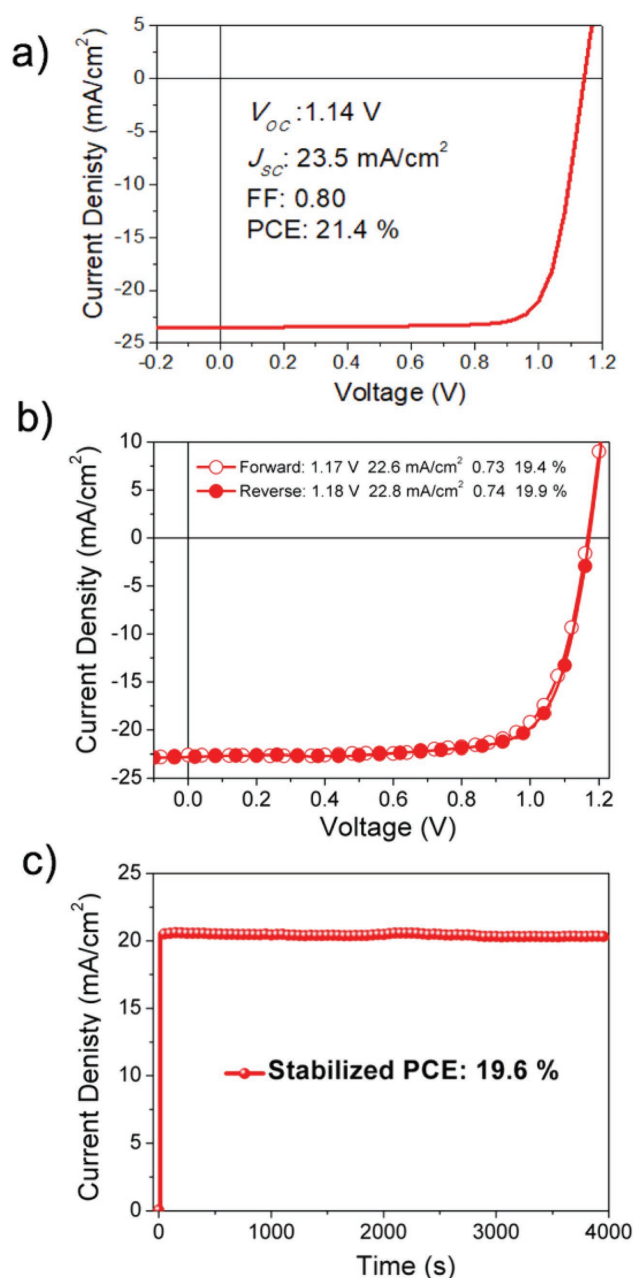 a)
5
0
-5
-10
-15
-20
-25
Current Denisty (mA/cm²)
V_OC :1.14 V
J_SC: 23.5 mA/cm²
FF: 0.80
PCE: 21.4 %
-0.2 0.0 0.2 0.4 0.6 0.8 1.0 1.2
Voltage (V)
b)
10
5
0
-5
-10
-15
-20
-25
Current Density (mA/cm²)
Forward: 1.17 V 22.6 mA/cm² 0.73 19.4 %
Reverse: 1.18 V 22.8 mA/cm² 0.74 19.9 %
0.0 0.2 0.4 0.6 0.8 1.0 1.2
Voltage (V)
c)
25
20
15
10
5
0
Current Denisty (mA/cm²)
Stabilized PCE: 19.6 %
0 1000 2000 3000 4000
Time (s)